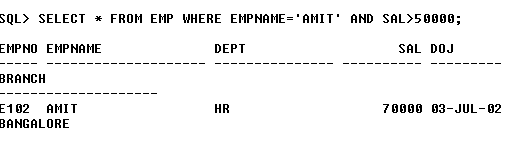 SQL> SELECT * FROM EMP WHERE EMPNAME='AMIT' AND SAL>50000;
EMPNO EMPNAME DEPT SAL DOJ
----- -------------------- --------------- ---------- ---------
BRANCH
--------------------
E102 AMIT HR 70000 03-JUL-02
BANGALORE